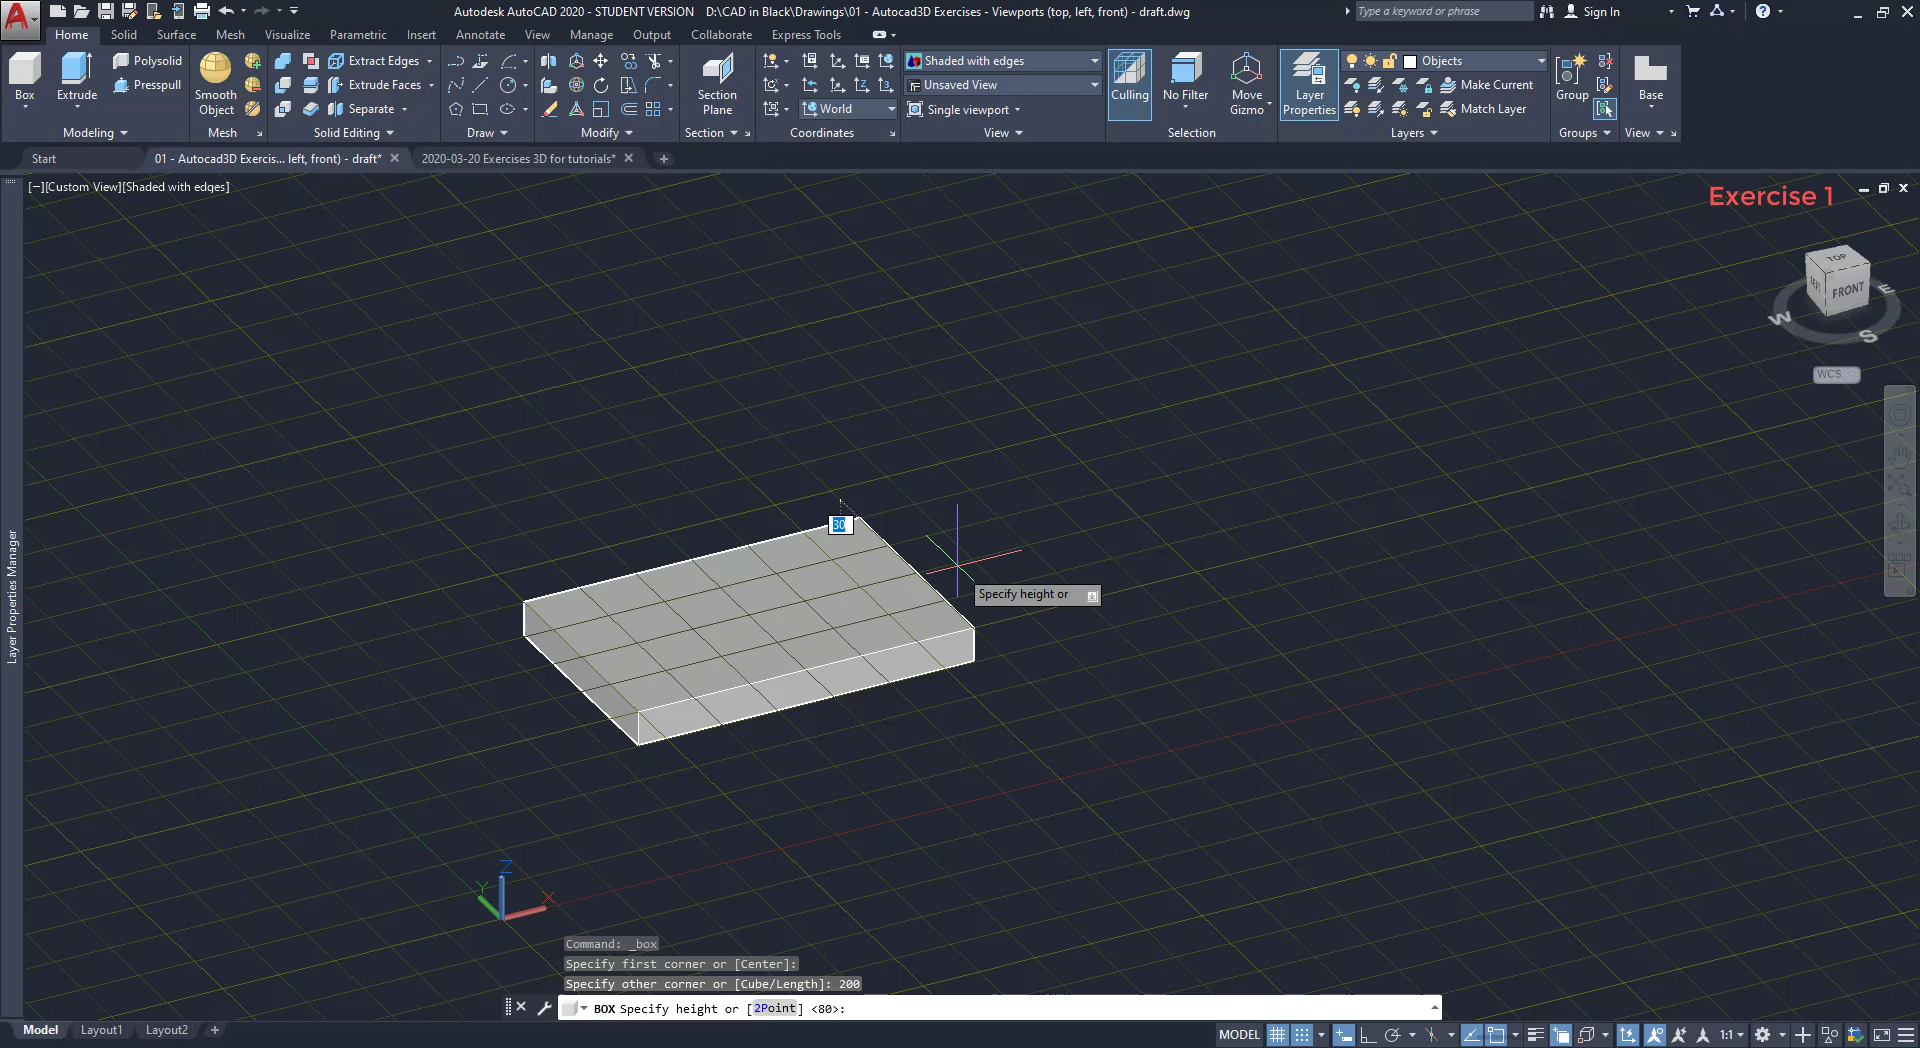 Autodesk AutoCAD 2020 - STUDENT VERSION D:\CAD in Black\Drawings\01 - Autocad3D Exercises - Viewports (top, left, front) - draft.dwg
Type a keyword or phrase
Sign In
Home Solid Surface Mesh Visualize Parametric Insert Annotate View Manage Output Collaborate Express Tools
Box
Extrude
Polysolid
Presspull
Modeling
Smooth Object
Mesh
Extract Edges
Extrude Faces
Separate
Solid Editing
Draw
Modify
Section Plane
Section
World
Coordinates
Shaded with edges
Unsaved View
Single viewport
View
Culling
No Filter
Move Gizmo
Selection
Layer Properties
Objects
Make Current
Match Layer
Layers
Group
Groups
Base
View
Start
01 - Autocad3D Exercis... left, front) - draft*
2020-03-20 Exercises 3D for tutorials*
[−][Custom View][Shaded with edges]
Exercise 1
TOP
LEFT
FRONT
W
S
E
WCS
Layer Properties Manager
30
Specify height or
Z
Y
X
Command: _box
Specify first corner or [Center]:
Specify other corner or [Cube/Length]: 200
BOX Specify height or [2Point] <80>:
Model
Layout1
Layout2
MODEL
1:1